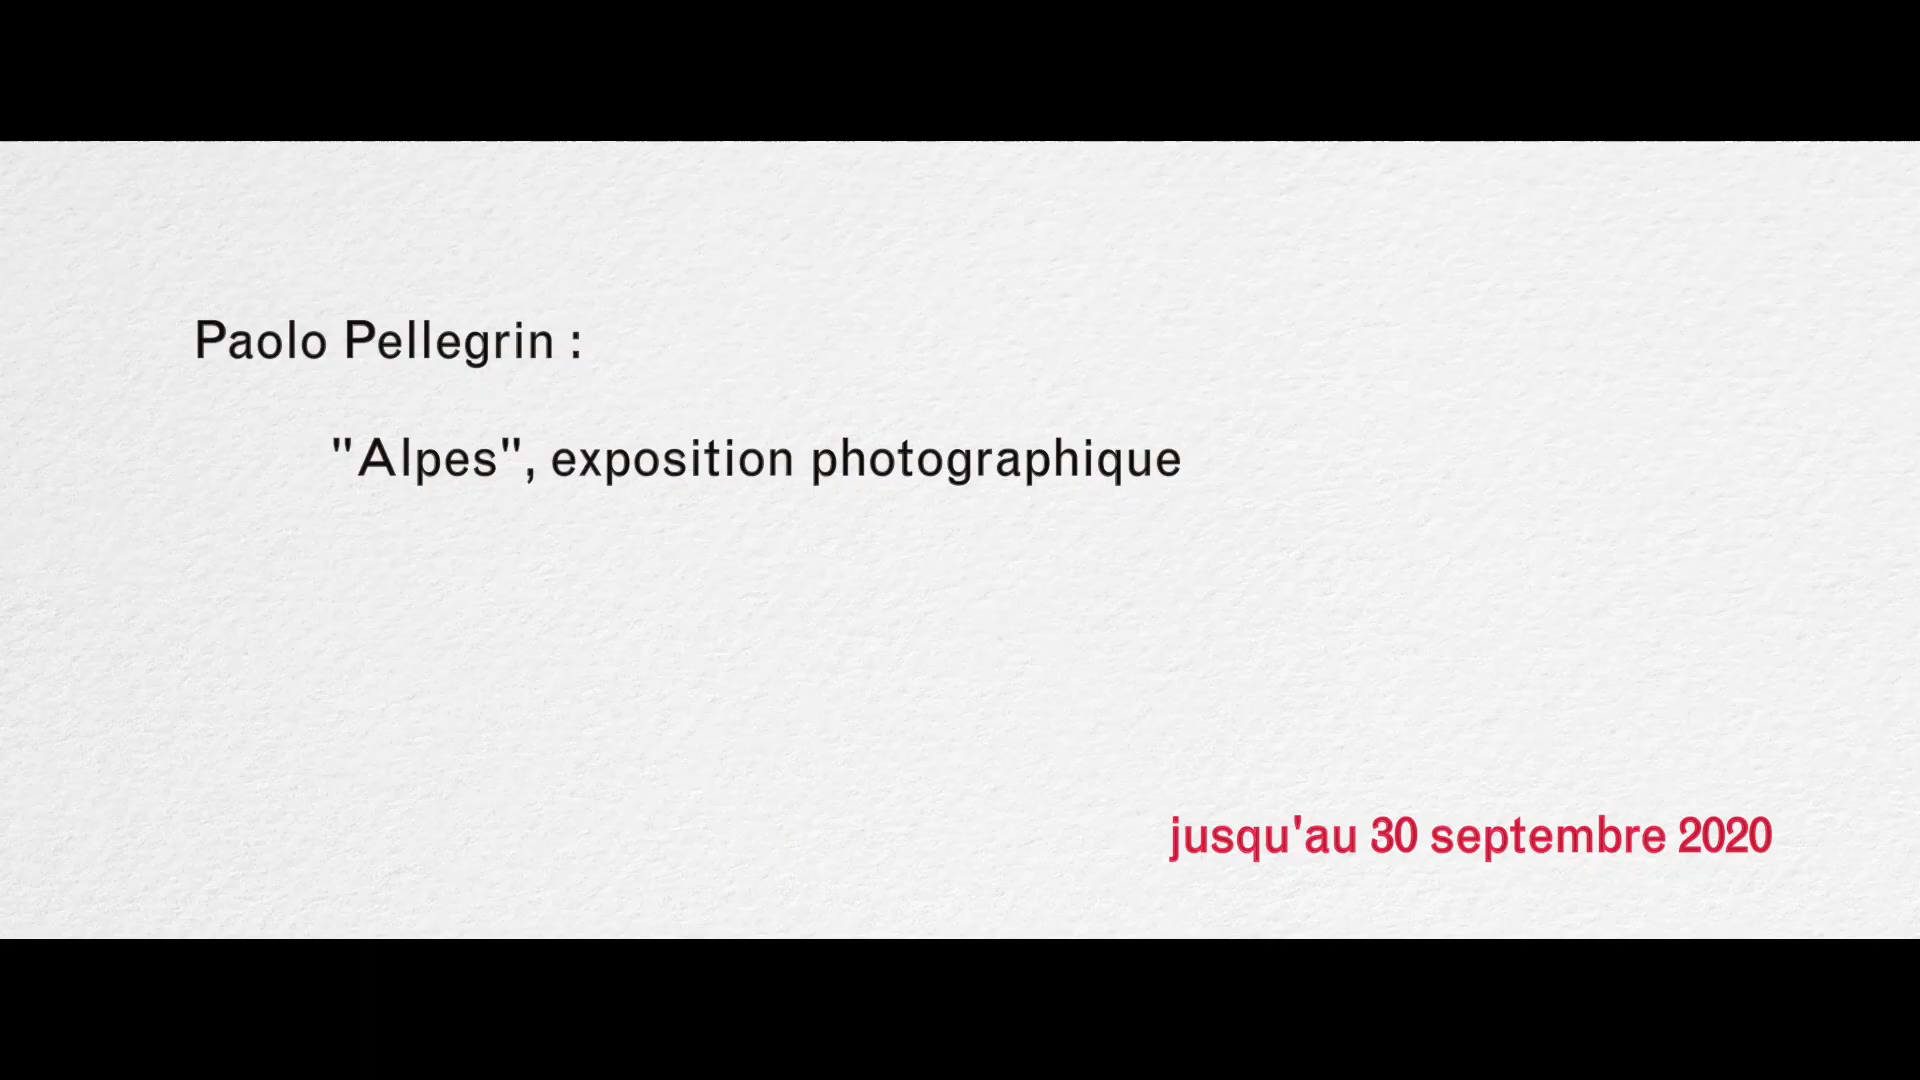 Paolo Pellegrin :
"Alpes", exposition photographique
jusqu'au 30 septembre 2020